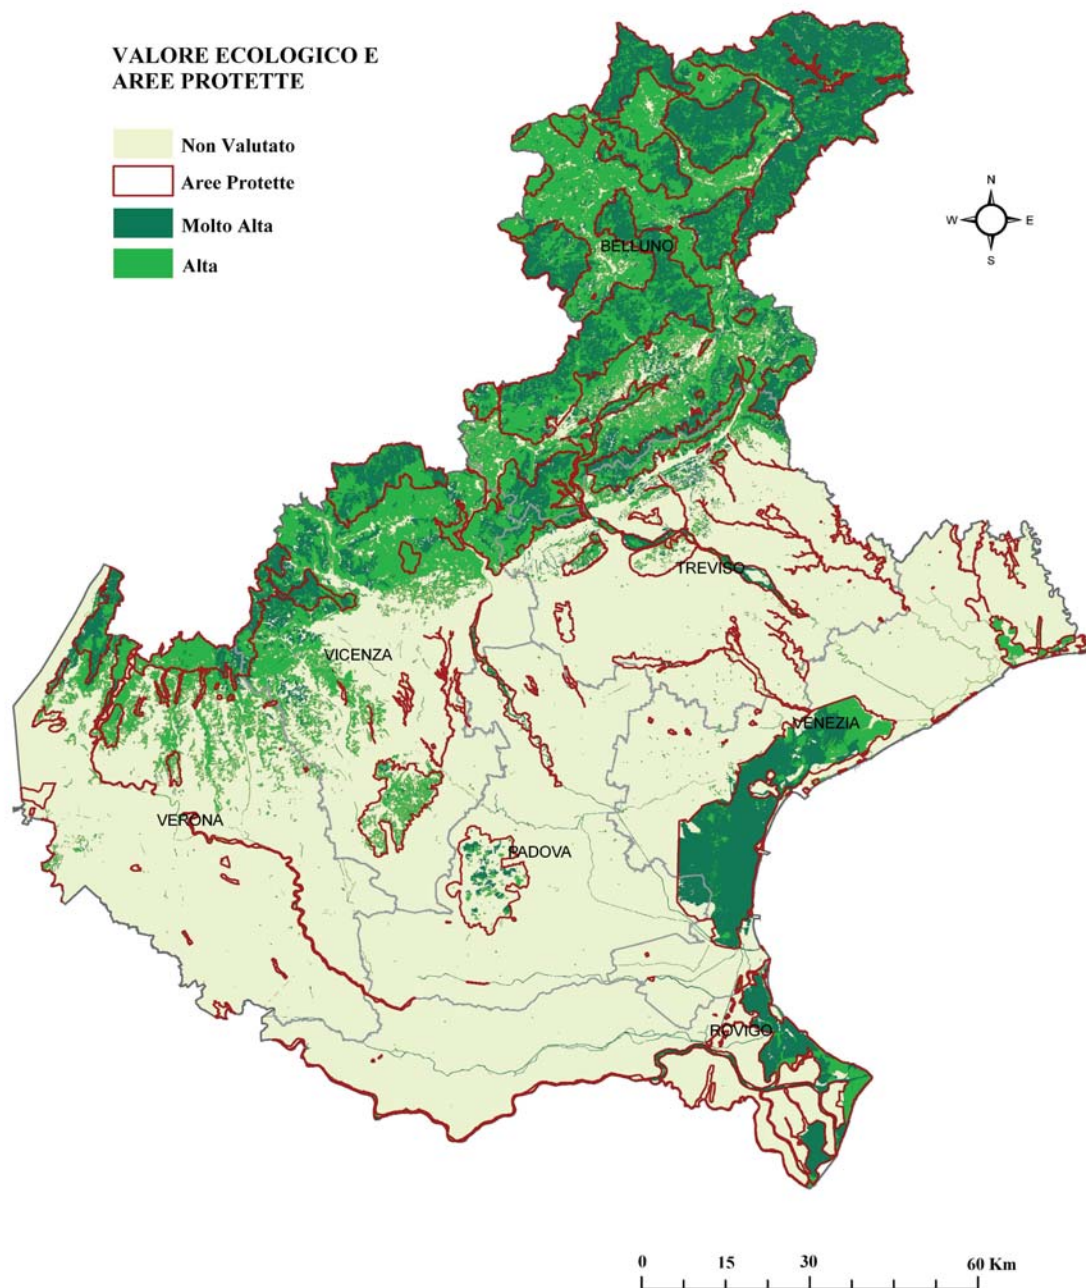 VALORE ECOLOGICO E
AREE PROTETTE
Non Valutato
Aree Protette
Molto Alta
Alta
N
W E
S
BELLUNO
TREVISO
VICENZA
VENEZIA
VERONA
PADOVA
ROVIGO
0 15 30 60 Km